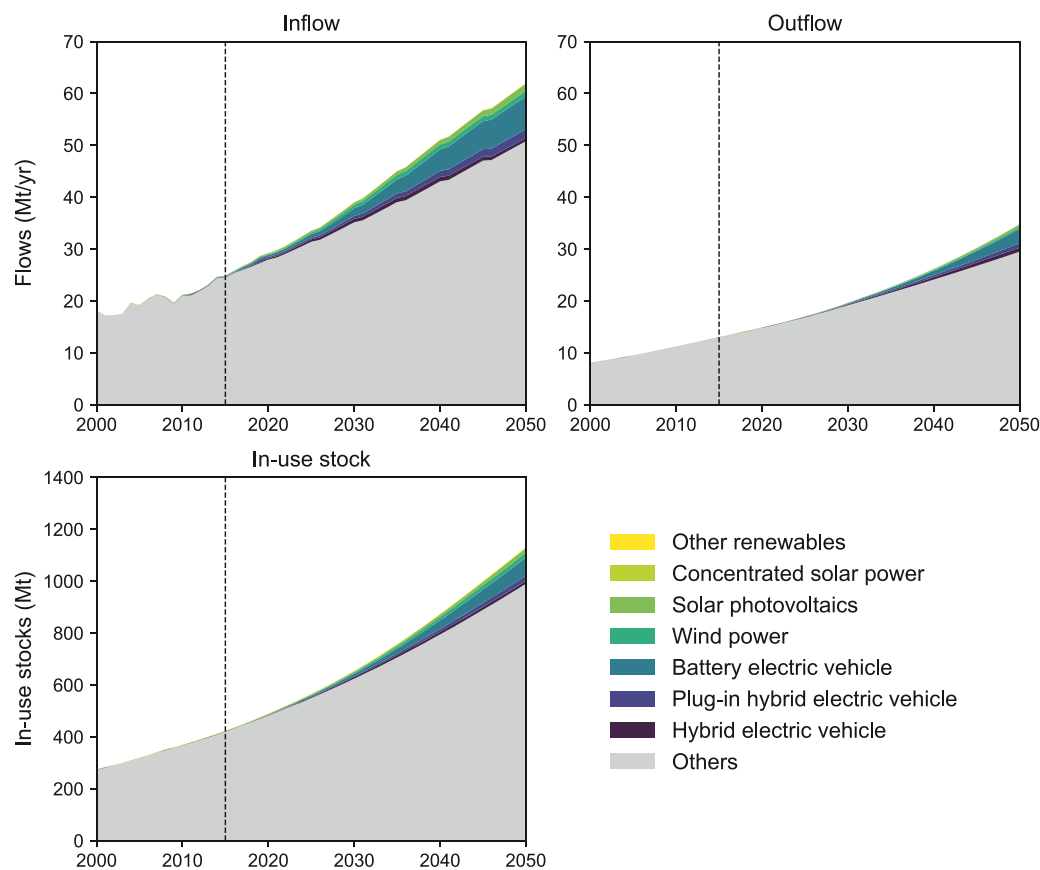 Inflow
70
60
50
40
30
20
10
0
Flows (Mt/yr)
2000 2010 2020 2030 2040 2050
Outflow
70
60
50
40
30
20
10
0
2000 2010 2020 2030 2040 2050
In-use stock
1400
1200
1000
800
600
400
200
0
In-use stocks (Mt)
2000 2010 2020 2030 2040 2050
Other renewables
Concentrated solar power
Solar photovoltaics
Wind power
Battery electric vehicle
Plug-in hybrid electric vehicle
Hybrid electric vehicle
Others